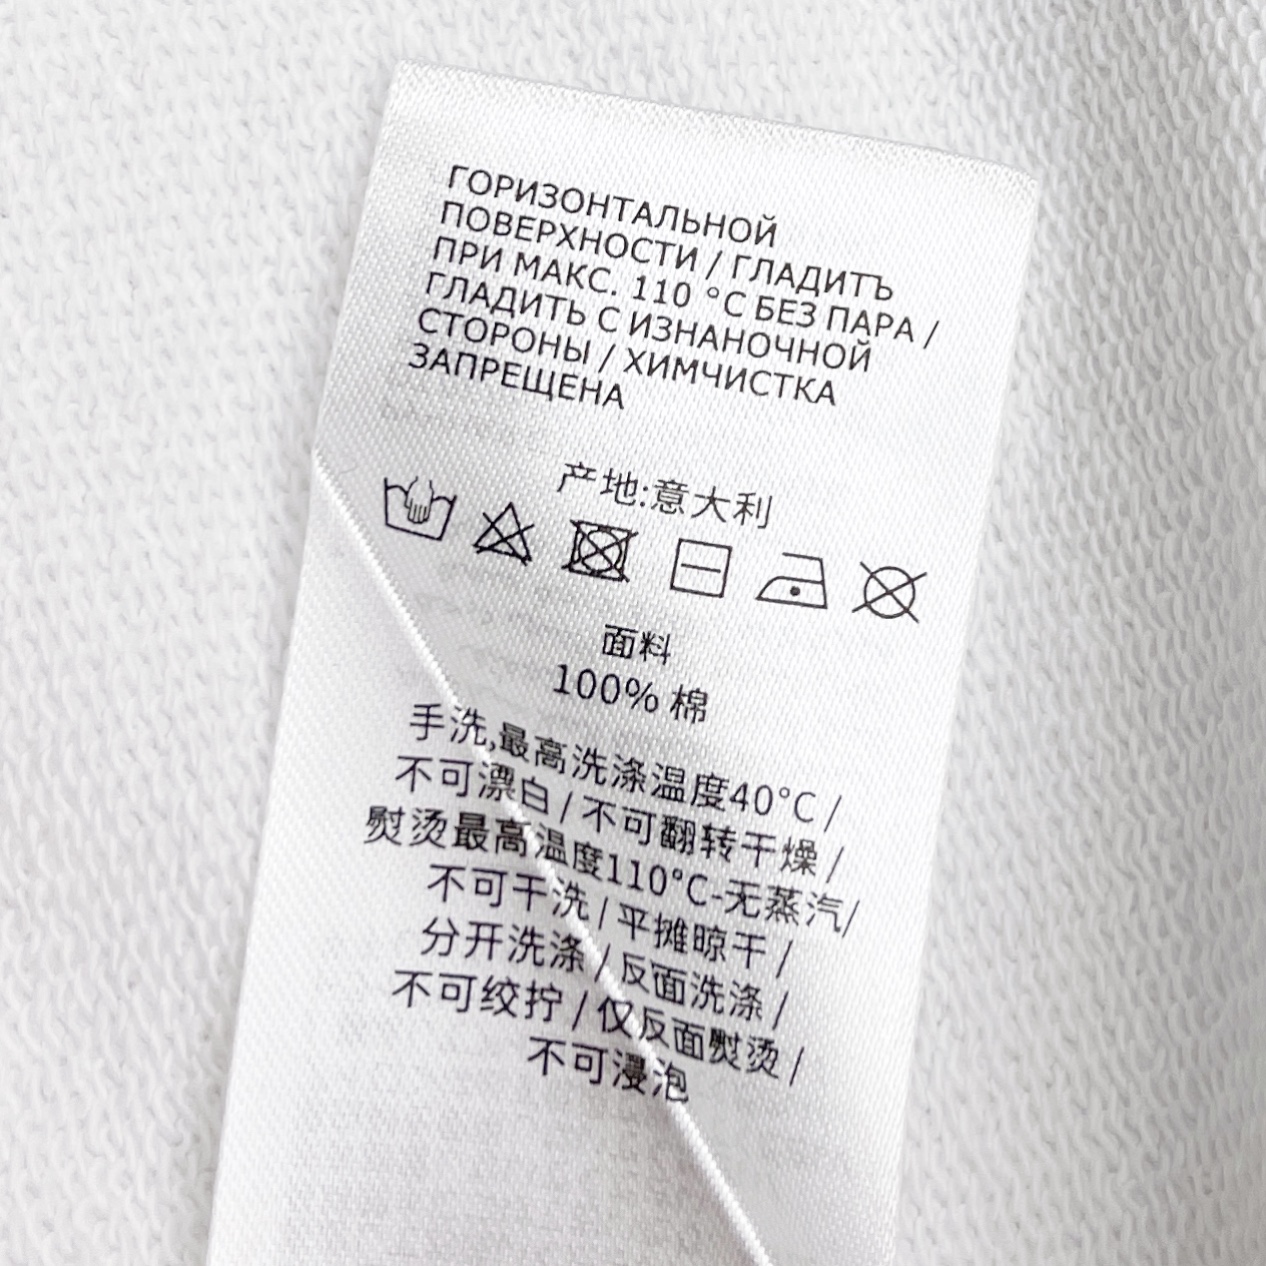 ГОРИЗОНТАЛЬНОЙ
ПОВЕРХНОСТИ / ГЛАДИТЪ
ПРИ МАКС. 110 °C БЕЗ ПАРА /
ГЛАДИТЬ С ИЗНАНОЧНОЙ
СТОРОНЫ / ХИМЧИСТКА
ЗАПРЕЩЕНА
产地:意大利
面料
100% 棉
手洗,最高洗涤温度40°C /
不可漂白 / 不可翻转干燥 /
熨烫最高温度110°C-无蒸汽/
不可干洗 / 平摊晾干 /
分开洗涤 / 反面洗涤 /
不可绞拧 / 仅反面熨烫 /
不可浸泡